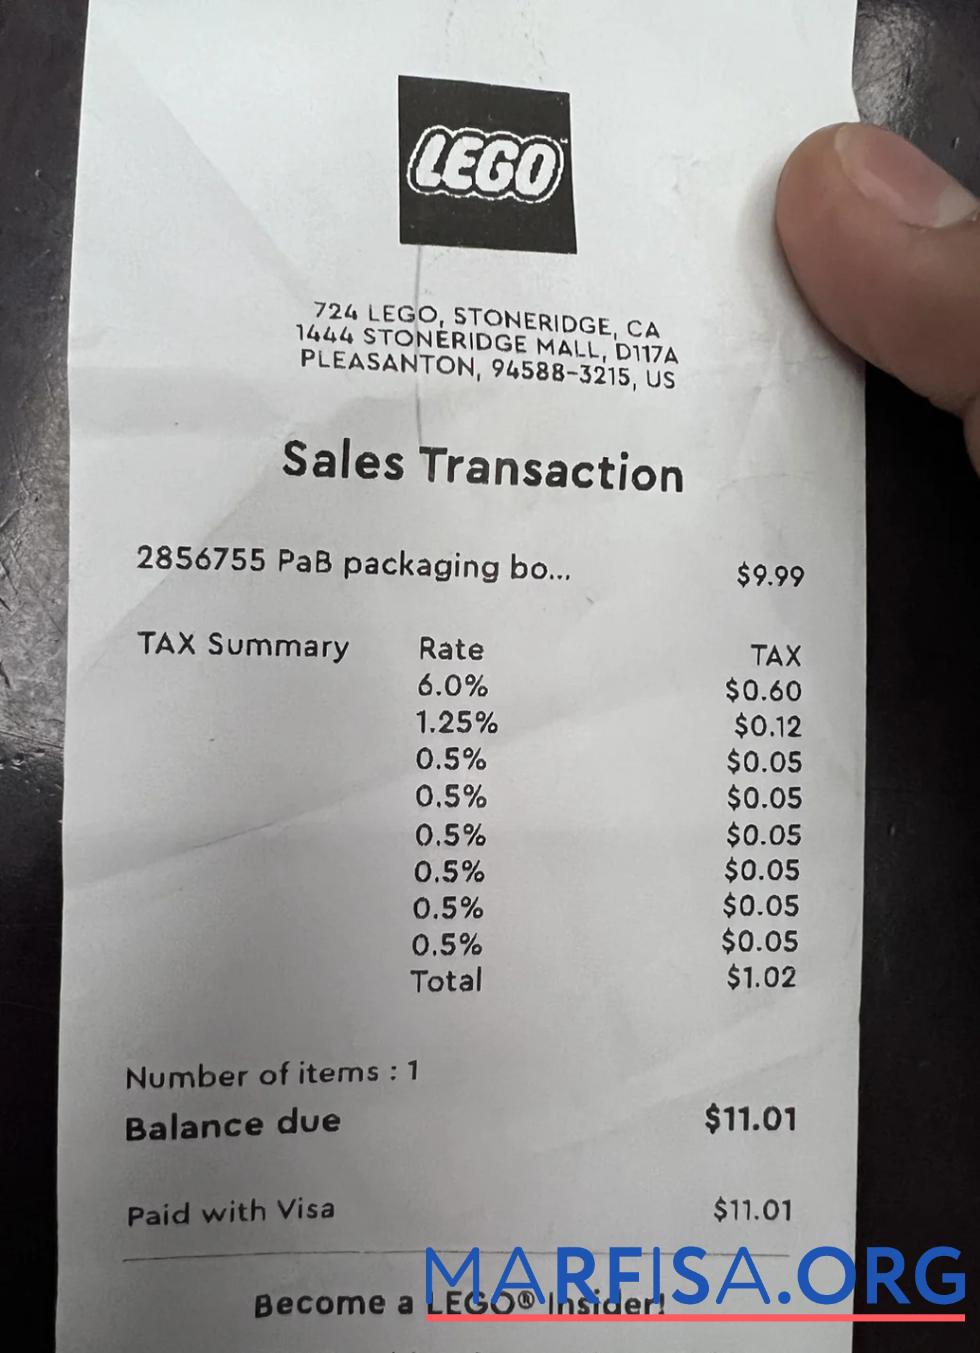 LEGO
724 LEGO, STONERIDGE, CA
1444 STONERIDGE MALL, D117A
PLEASANTON, 94588-3215, US
Sales Transaction
2856755 PaB packaging bo... $9.99
TAX Summary Rate TAX
6.0% $0.60
1.25% $0.12
0.5% $0.05
0.5% $0.05
0.5% $0.05
0.5% $0.05
0.5% $0.05
0.5% $0.05
Total $1.02
Number of items : 1
Balance due $11.01
Paid with Visa $11.01
MARFISA.ORG
Become a LEGO® Insider!